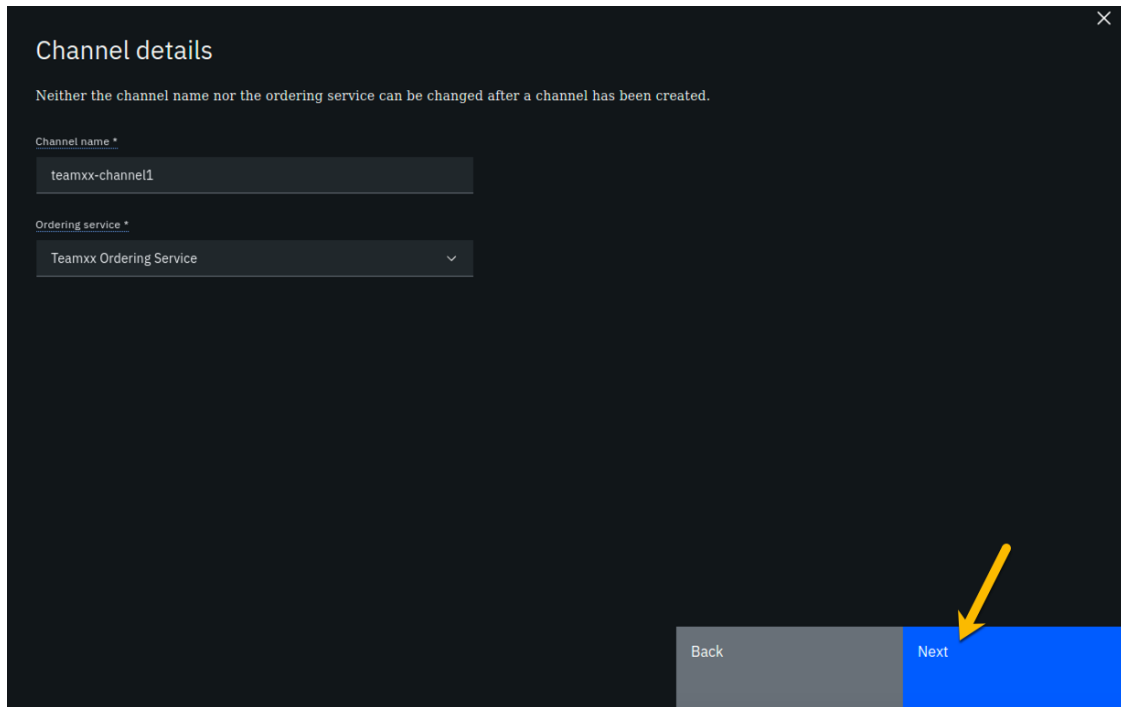 Channel details
Neither the channel name nor the ordering service can be changed after a channel has been created.
Channel name *
teamxx-channel1
Ordering service *
Teamxx Ordering Service
Back
Next